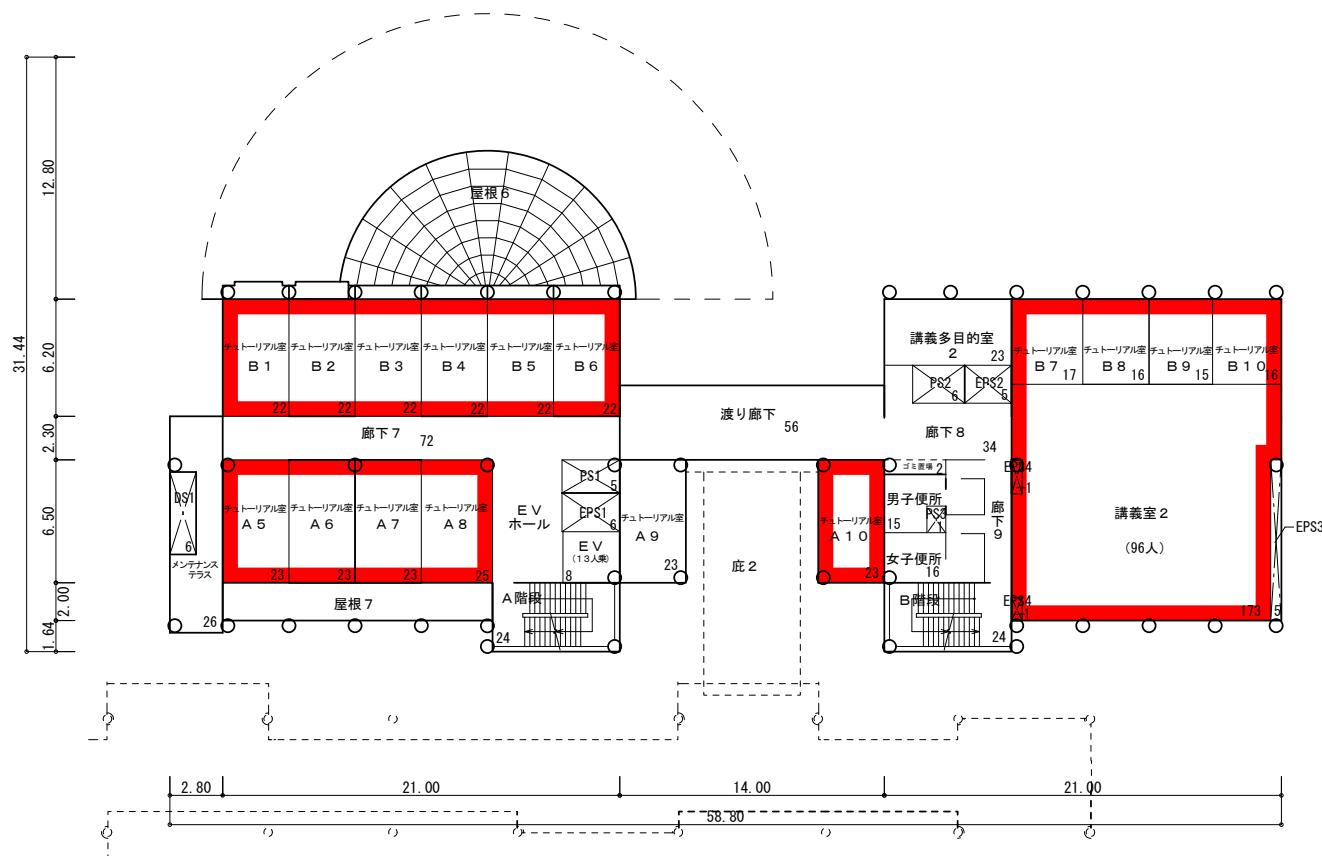 屋根6
12.80
31.44
6.20
2.30
6.50
2.00
1.64
チュトーリアル室
B1
22
チュトーリアル室
B2
22
チュトーリアル室
B3
22
チュトーリアル室
B4
22
チュトーリアル室
B5
22
チュトーリアル室
B6
22
講義多目的室
2
23
PS2
6
EPS2
5
チュトーリアル室
B7
17
チュトーリアル室
B8
16
チュトーリアル室
B9
15
チュトーリアル室
B10
16
廊下7
72
渡り廊下
56
廊下8
34
DS1
6
メンテナンス
テラス
26
チュトーリアル室
A5
23
チュトーリアル室
A6
23
チュトーリアル室
A7
23
チュトーリアル室
A8
25
EV
ホール
PS1
5
EPS1
6
EV
(13人乗)
8
チュトーリアル室
A9
23
庇2
チュトーリアル室
A10
23
ゴミ置場
2
男子便所
15
PS3
1
女子便所
16
廊下9
EPS4
1
講義室2
(96人)
173
EPS3
5
EPS4
1
屋根7
A階段
24
B階段
24
2.80
21.00
14.00
21.00
58.80